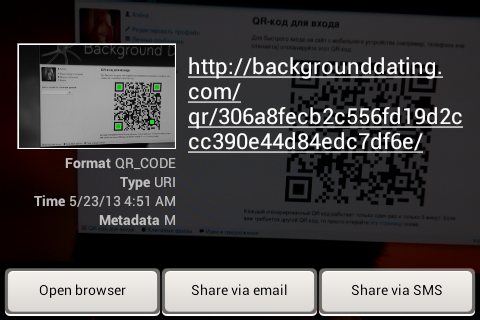 QR-код для входа
Background D
http://backgrounddating.
com/
qr/306a8fecb2c556fd19d2c
cc390e44d84edc7df6e/
Format QR_CODE
Type URI
Time 5/23/13 4:51 AM
Metadata M
Open browser
Share via email
Share via SMS